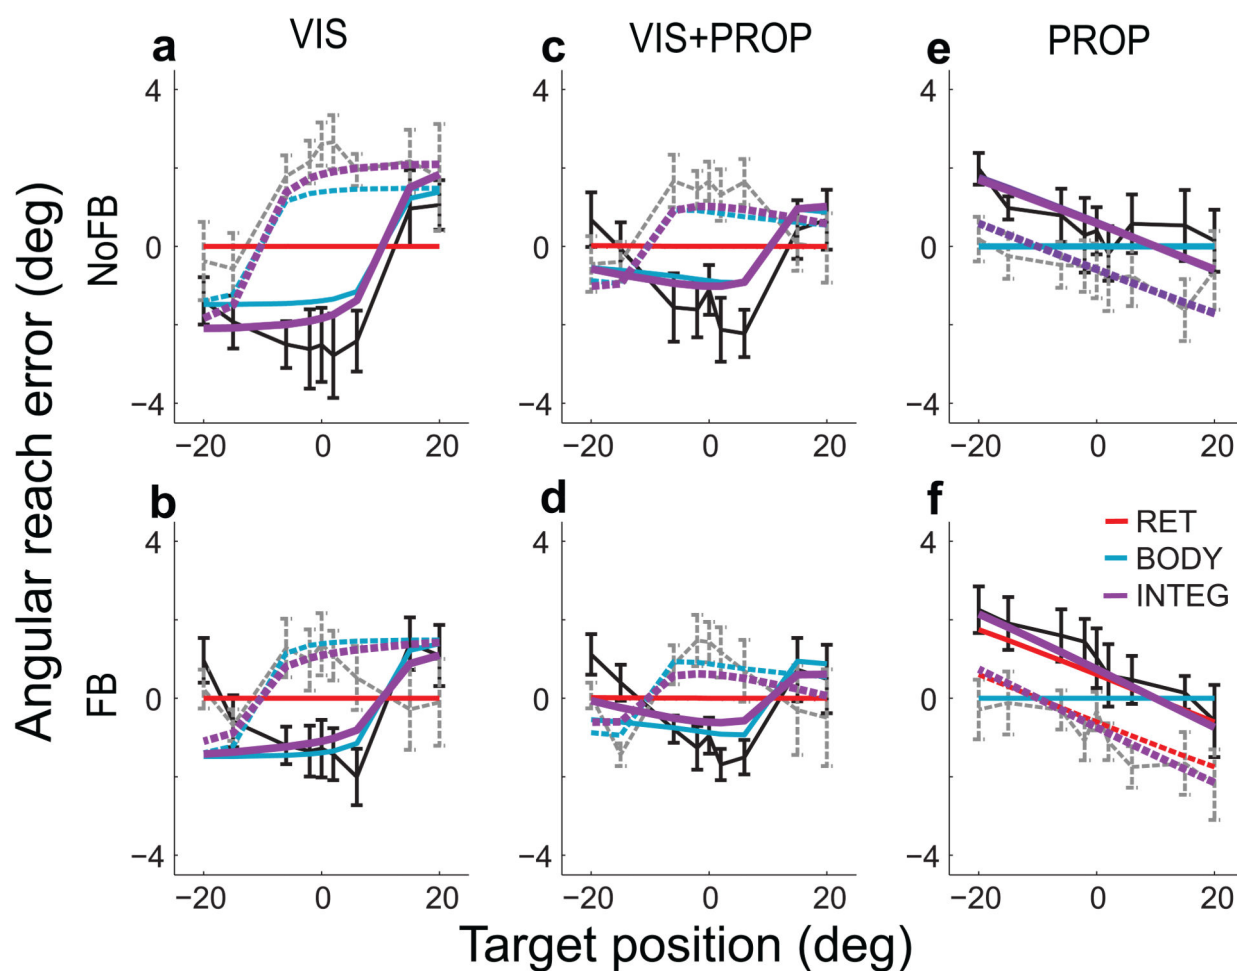 a VIS c VIS+PROP e PROP
Angular reach error (deg)
NoFB
4 4 4
0 0 0
−4 −4 −4
−20 0 20 −20 0 20 −20 0 20
b d f
FB
4 4 4
RET
BODY
INTEG
0 0 0
−4 −4 −4
−20 0 20 −20 0 20 −20 0 20
Target position (deg)